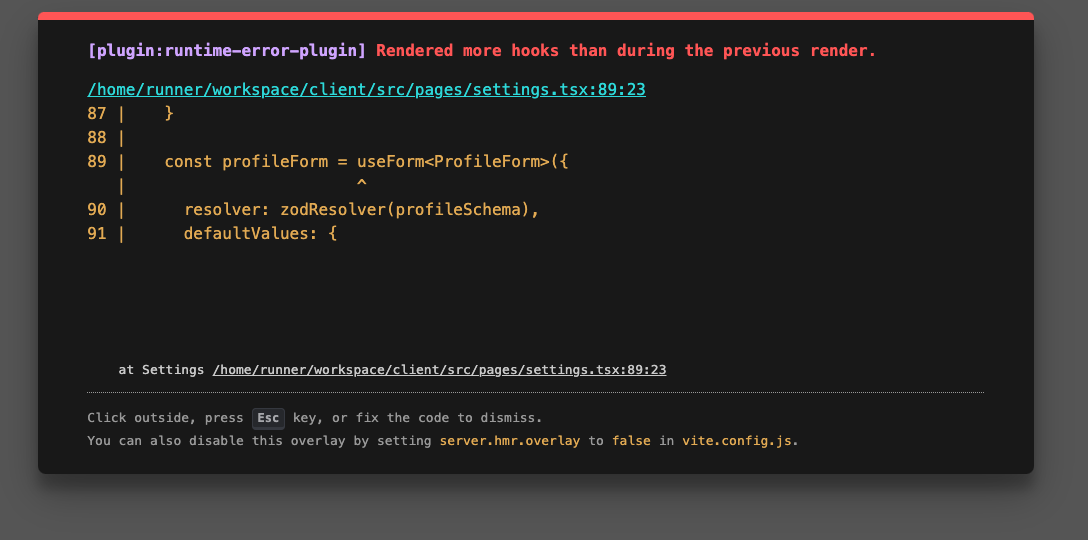 [plugin:runtime-error-plugin] Rendered more hooks than during the previous render.
/home/runner/workspace/client/src/pages/settings.tsx:89:23
87 |    }
88 |
89 |    const profileForm = useForm<ProfileForm>({
   |                        ^
90 |      resolver: zodResolver(profileSchema),
91 |      defaultValues: {
at Settings /home/runner/workspace/client/src/pages/settings.tsx:89:23
Click outside, press Esc key, or fix the code to dismiss.
You can also disable this overlay by setting server.hmr.overlay to false in vite.config.js.